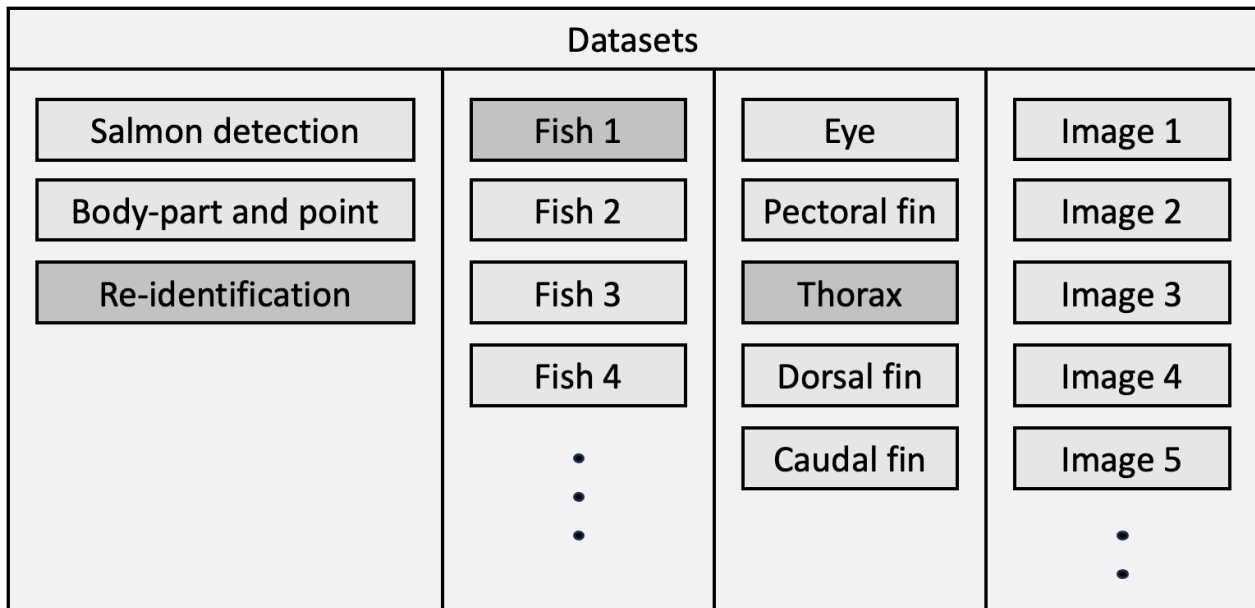 Datasets
Salmon detection
Body-part and point
Re-identification
Fish 1
Fish 2
Fish 3
Fish 4
Eye
Pectoral fin
Thorax
Dorsal fin
Caudal fin
Image 1
Image 2
Image 3
Image 4
Image 5